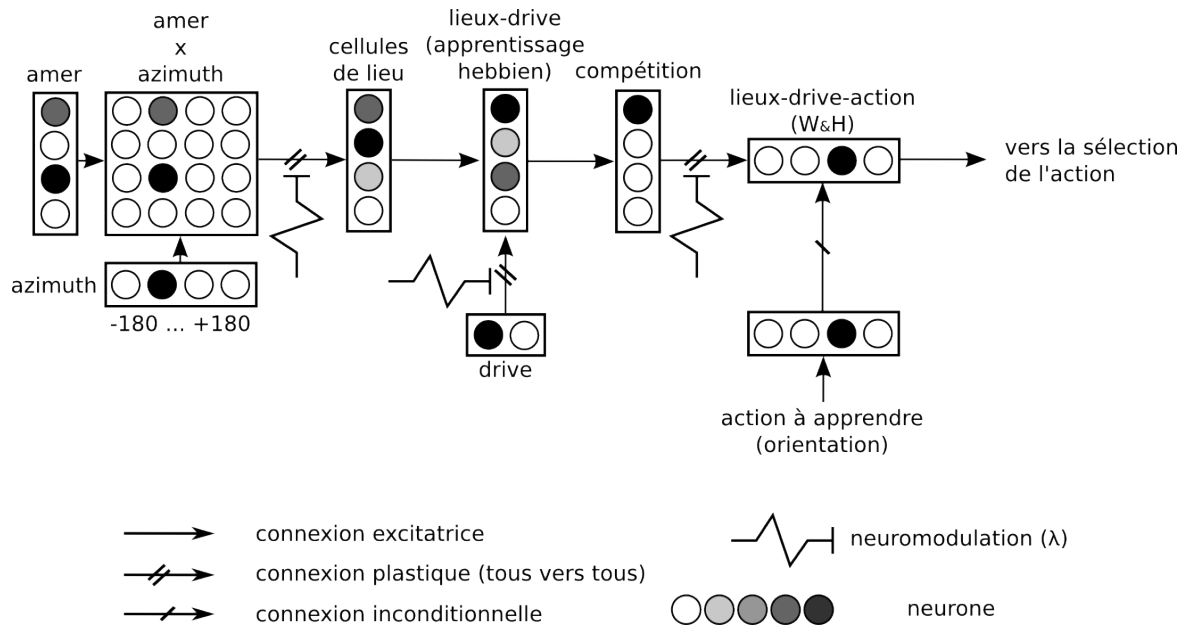 amer
amer
x
azimuth
cellules
de lieu
lieux-drive
(apprentissage
hebbien)
compétition
lieux-drive-action
(W&H)
vers la sélection
de l'action
azimuth
-180 ... +180
drive
action à apprendre
(orientation)
connexion excitatrice
connexion plastique (tous vers tous)
connexion inconditionnelle
neuromodulation (λ)
neurone